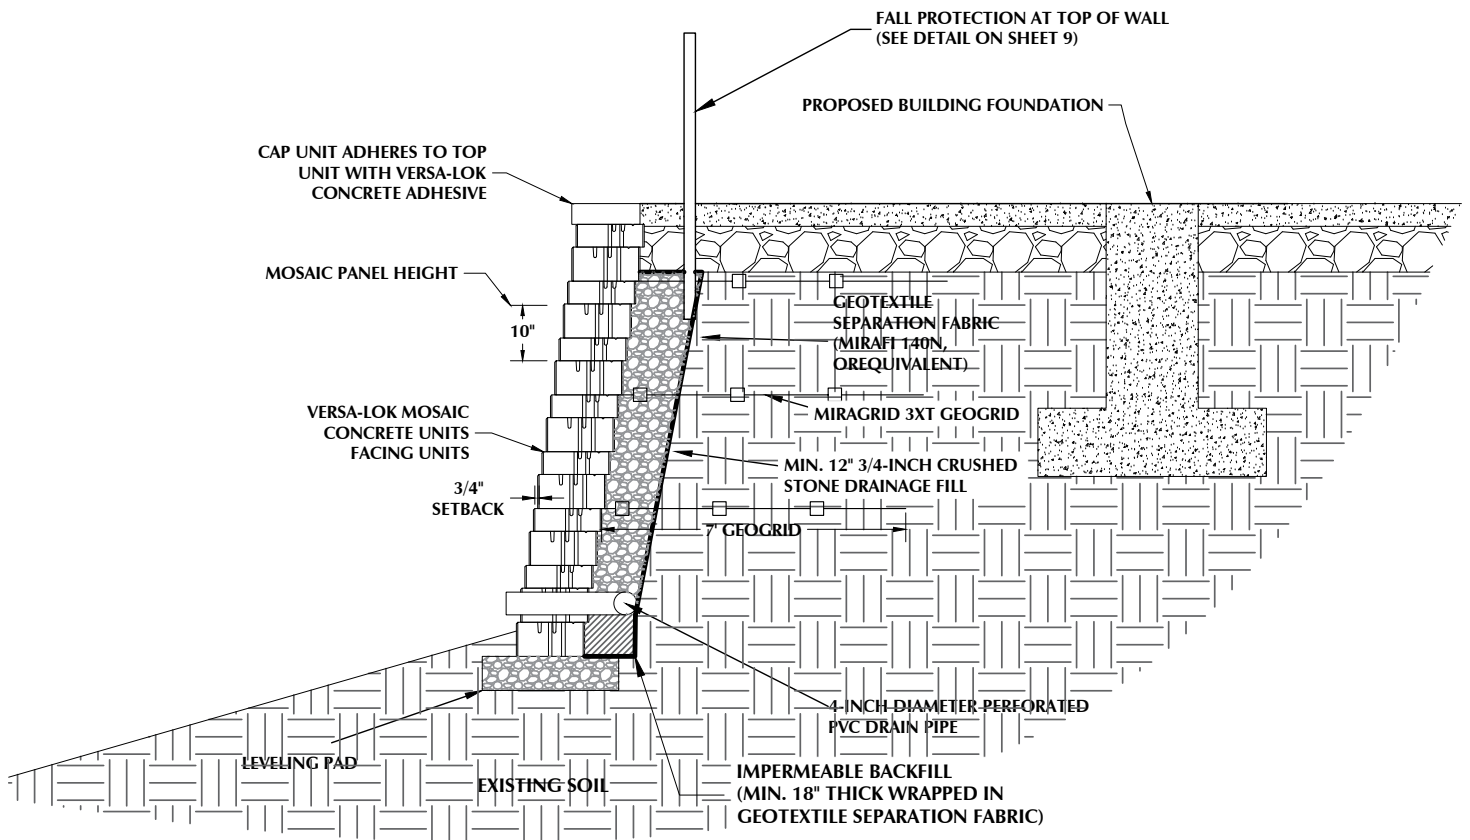 FALL PROTECTION AT TOP OF WALL
(SEE DETAIL ON SHEET 9)
PROPOSED BUILDING FOUNDATION
CAP UNIT ADHERES TO TOP
UNIT WITH VERSA-LOK
CONCRETE ADHESIVE
MOSAIC PANEL HEIGHT
10"
GEOTEXTILE
SEPARATION FABRIC
(MIRAFI 140N,
OREQUIVALENT)
VERSA-LOK MOSAIC
CONCRETE UNITS
FACING UNITS
MIRAGRID 3XT GEOGRID
MIN. 12" 3/4-INCH CRUSHED
STONE DRAINAGE FILL
3/4"
SETBACK
7' GEOGRID
4-INCH DIAMETER PERFORATED
PVC DRAIN PIPE
LEVELING PAD
EXISTING SOIL
IMPERMEABLE BACKFILL
(MIN. 18" THICK WRAPPED IN
GEOTEXTILE SEPARATION FABRIC)